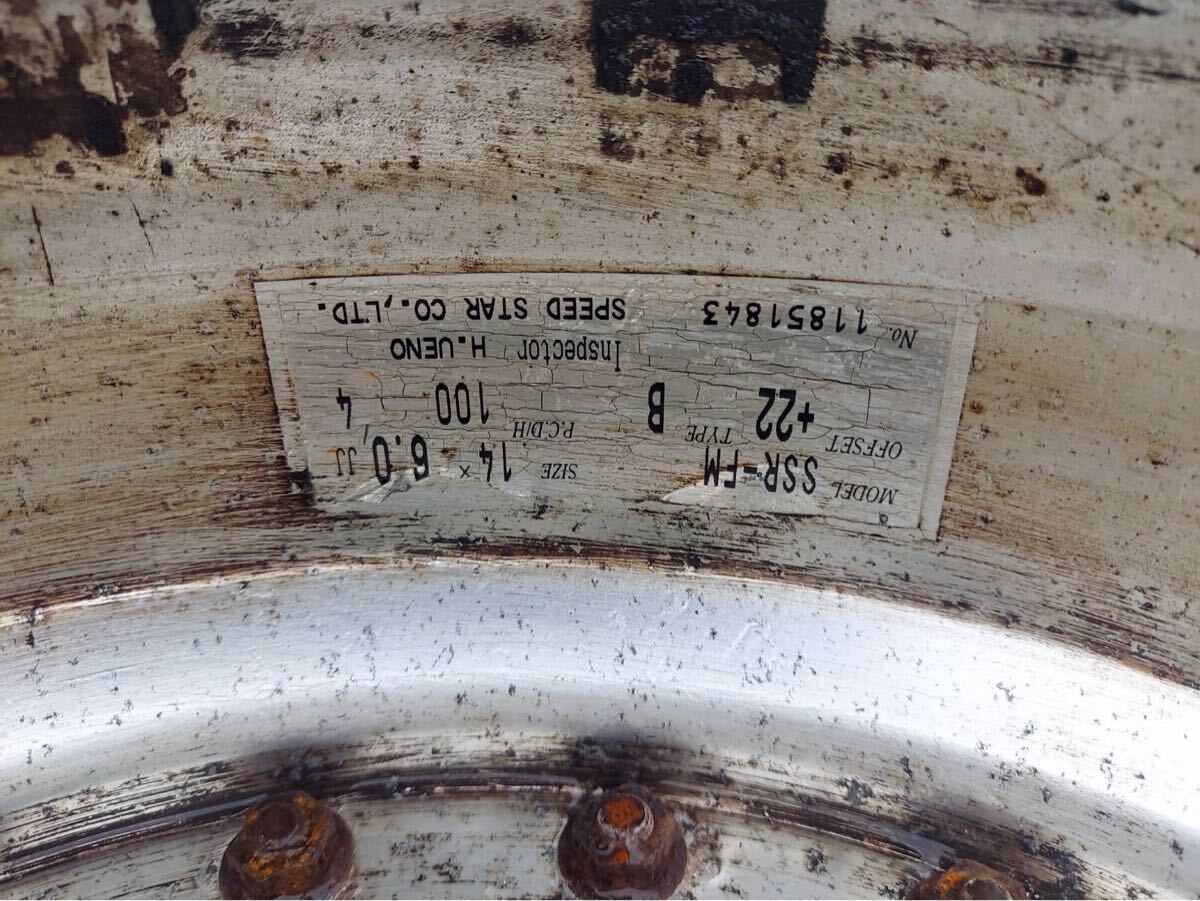 MODEL SSR-FM SIZE 14 × 6.0 JJ
OFFSET +22 TYPE B P.C.D/H 100 / 4
Inspector H.UENO
No. 11851843 SPEED STAR CO.,LTD.